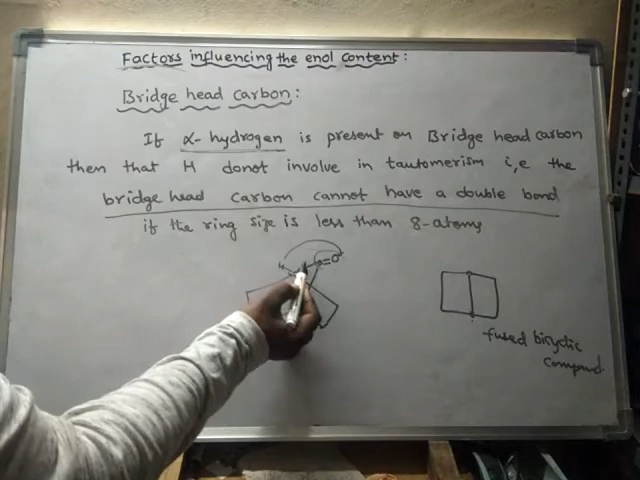 Factors influencing the enol content:
Bridge head carbon:
If α-hydrogen is present on Bridge head carbon
then that H donot involve in tautomerism i,e the
bridge head carbon cannot have a double bond
if the ring size is less than 8-atoms
=O
fused bicyclic